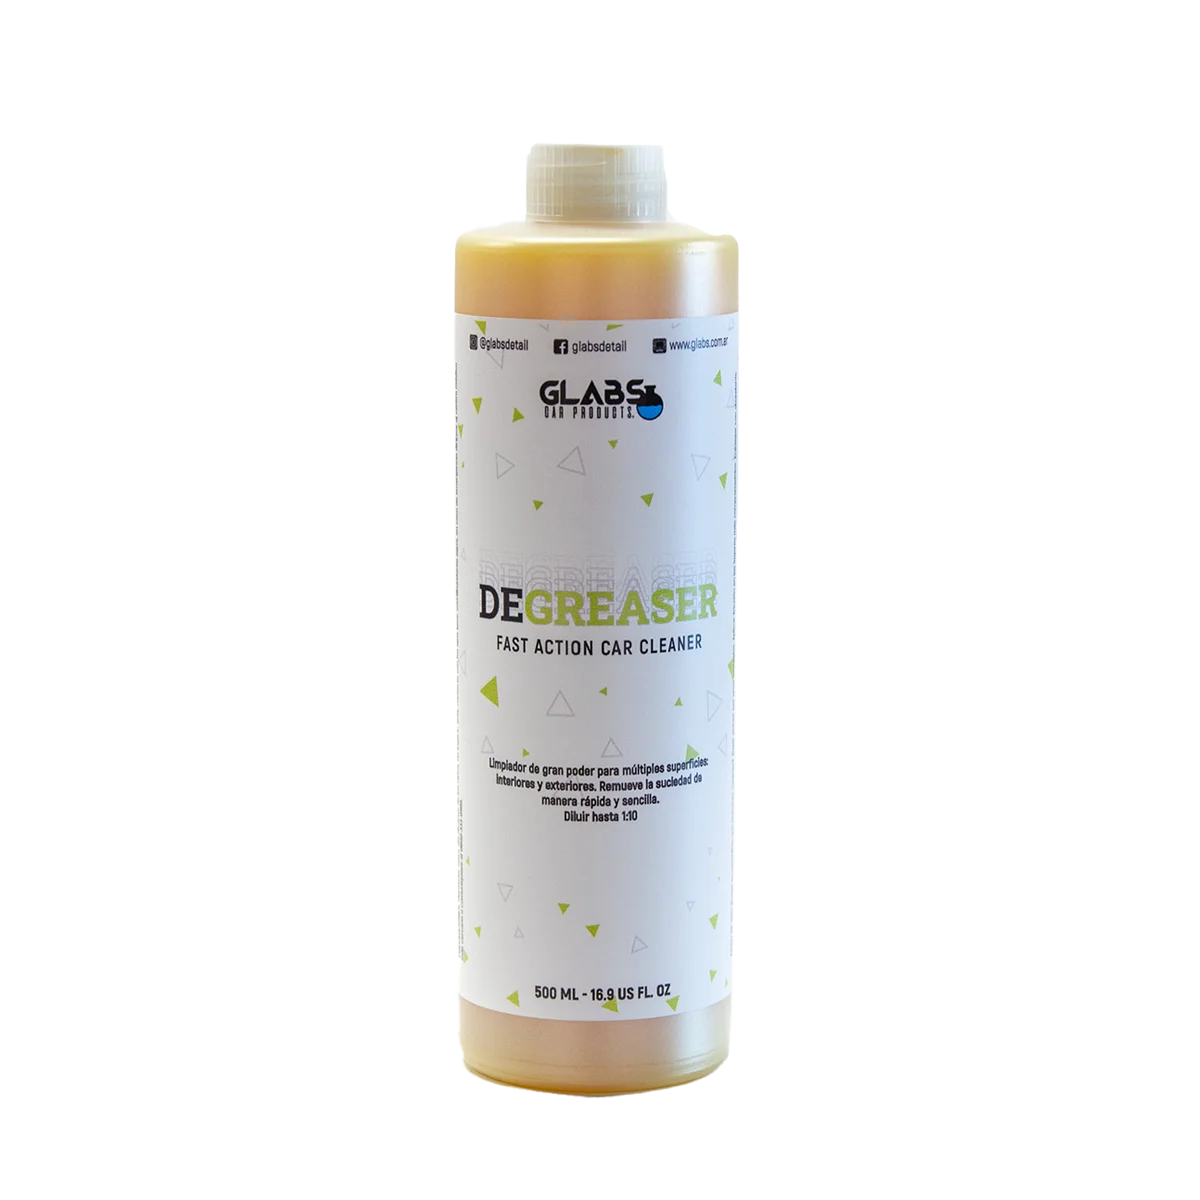 @glabsdetail glabsdetail www.glabs.com.ar
GLABS
CAR PRODUCTS.
DEGREASER
FAST ACTION CAR CLEANER
Limpiador de gran poder para múltiples superficies:
Interiores y exteriores. Remueve la suciedad de
manera rápida y sencilla.
Diluir hasta 1:10
500 ML - 16.9 US FL. OZ